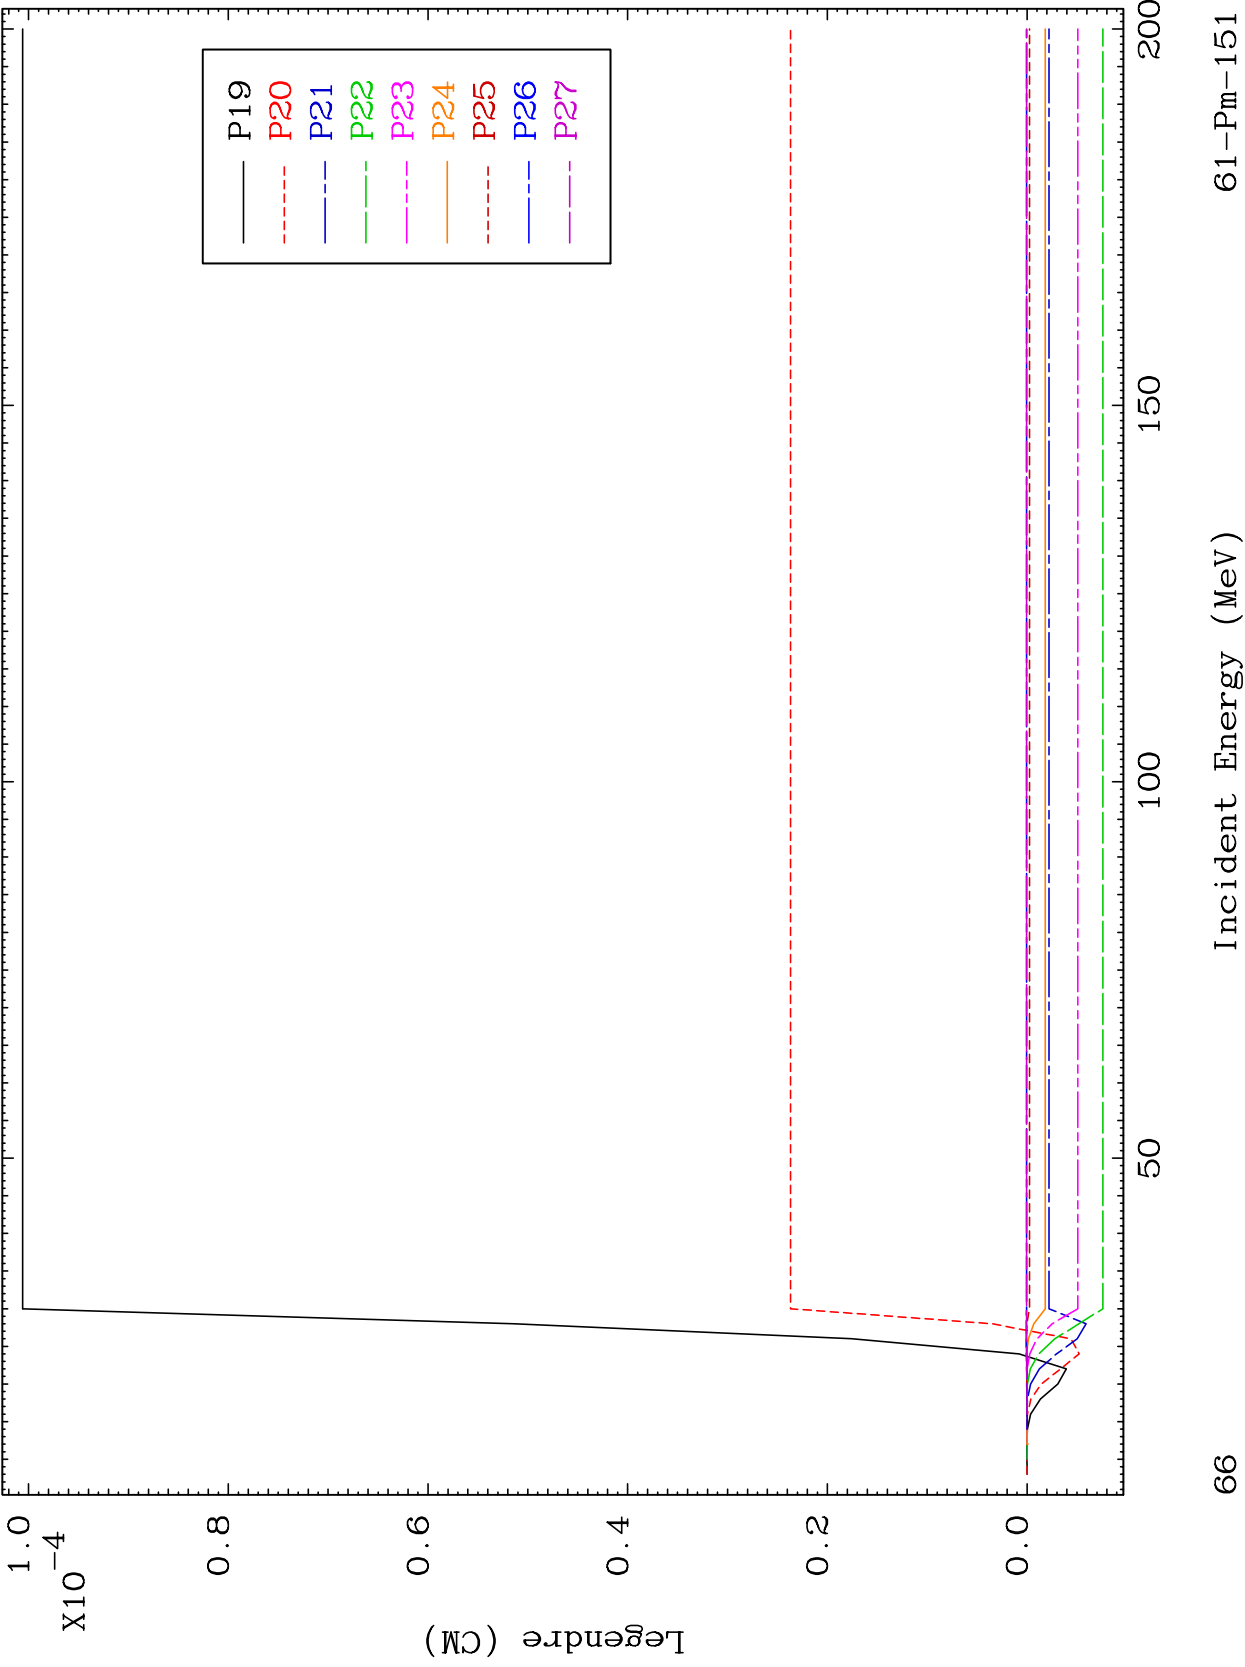 1.0
X10-4
0.8
0.6
0.4
0.2
0.0
Legendre (CM)
P19
P20
P21
P22
P23
P24
P25
P26
P27
50
100
150
200
66
Incident Energy (MeV)
61-Pm-151